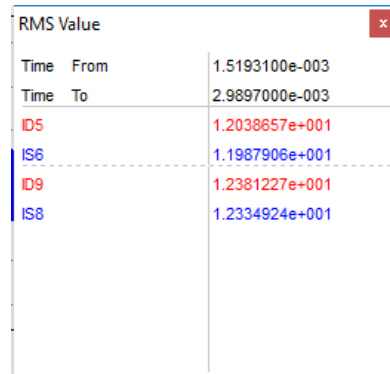 RMS Value x
Time From 1.5193100e-003
Time To 2.9897000e-003
ID5 1.2038657e+001
IS6 1.1987906e+001
ID9 1.2381227e+001
IS8 1.2334924e+001